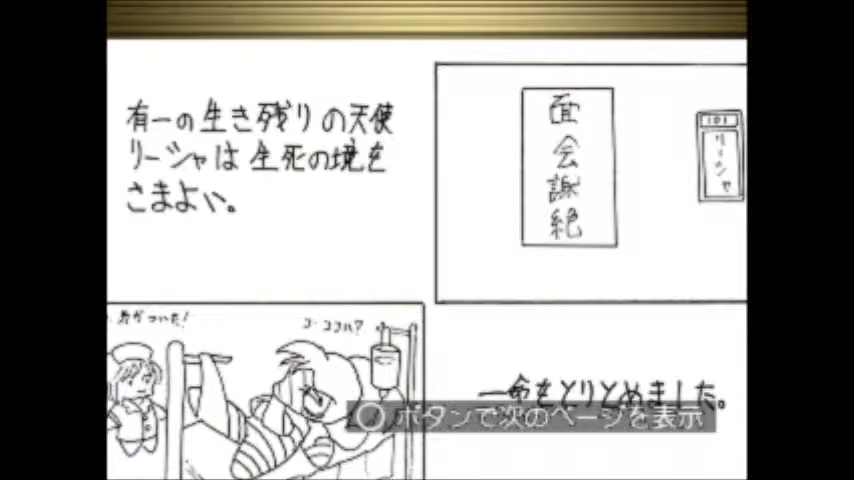 有一の生き残りの天使
リーシャは生死の境を
さまよい。
面会謝絶
101
リーシャ
気がついた!
コ…ココハ?
一命をとりとめました。
○ボタンで次のページを表示